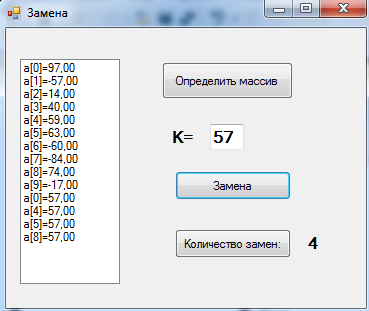 Замена
a[0]=97,00
a[1]=-57,00
a[2]=14,00
a[3]=40,00
a[4]=59,00
a[5]=63,00
a[6]=-60,00
a[7]=-84,00
a[8]=74,00
a[9]=-17,00
a[0]=57,00
a[4]=57,00
a[5]=57,00
a[8]=57,00
Определить массив
K= 57
Замена
Количество замен: 4